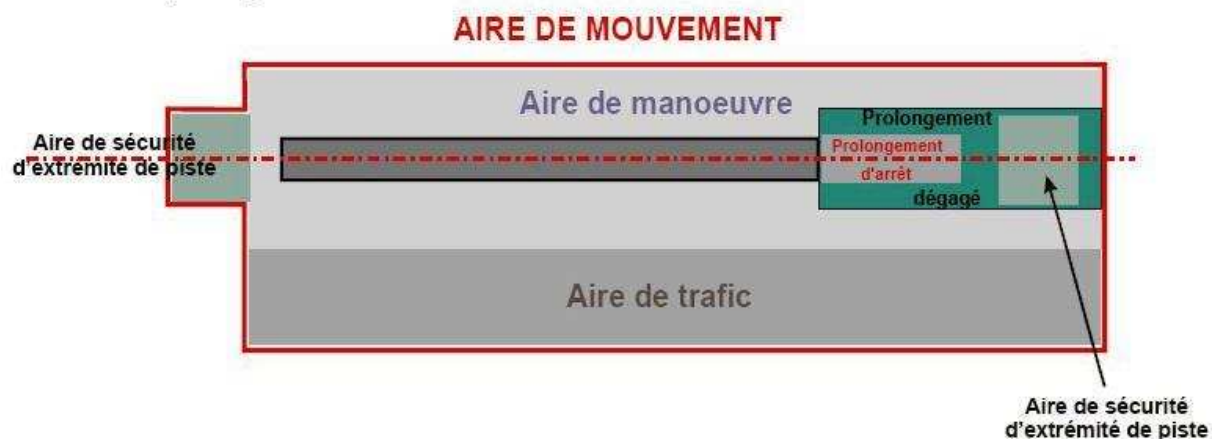 AIRE DE MOUVEMENT
Aire de manoeuvre
Aire de sécurité
d'extrémité de piste
Prolongement
Prolongement
d'arrêt
dégagé
Aire de trafic
Aire de sécurité
d'extrémité de piste